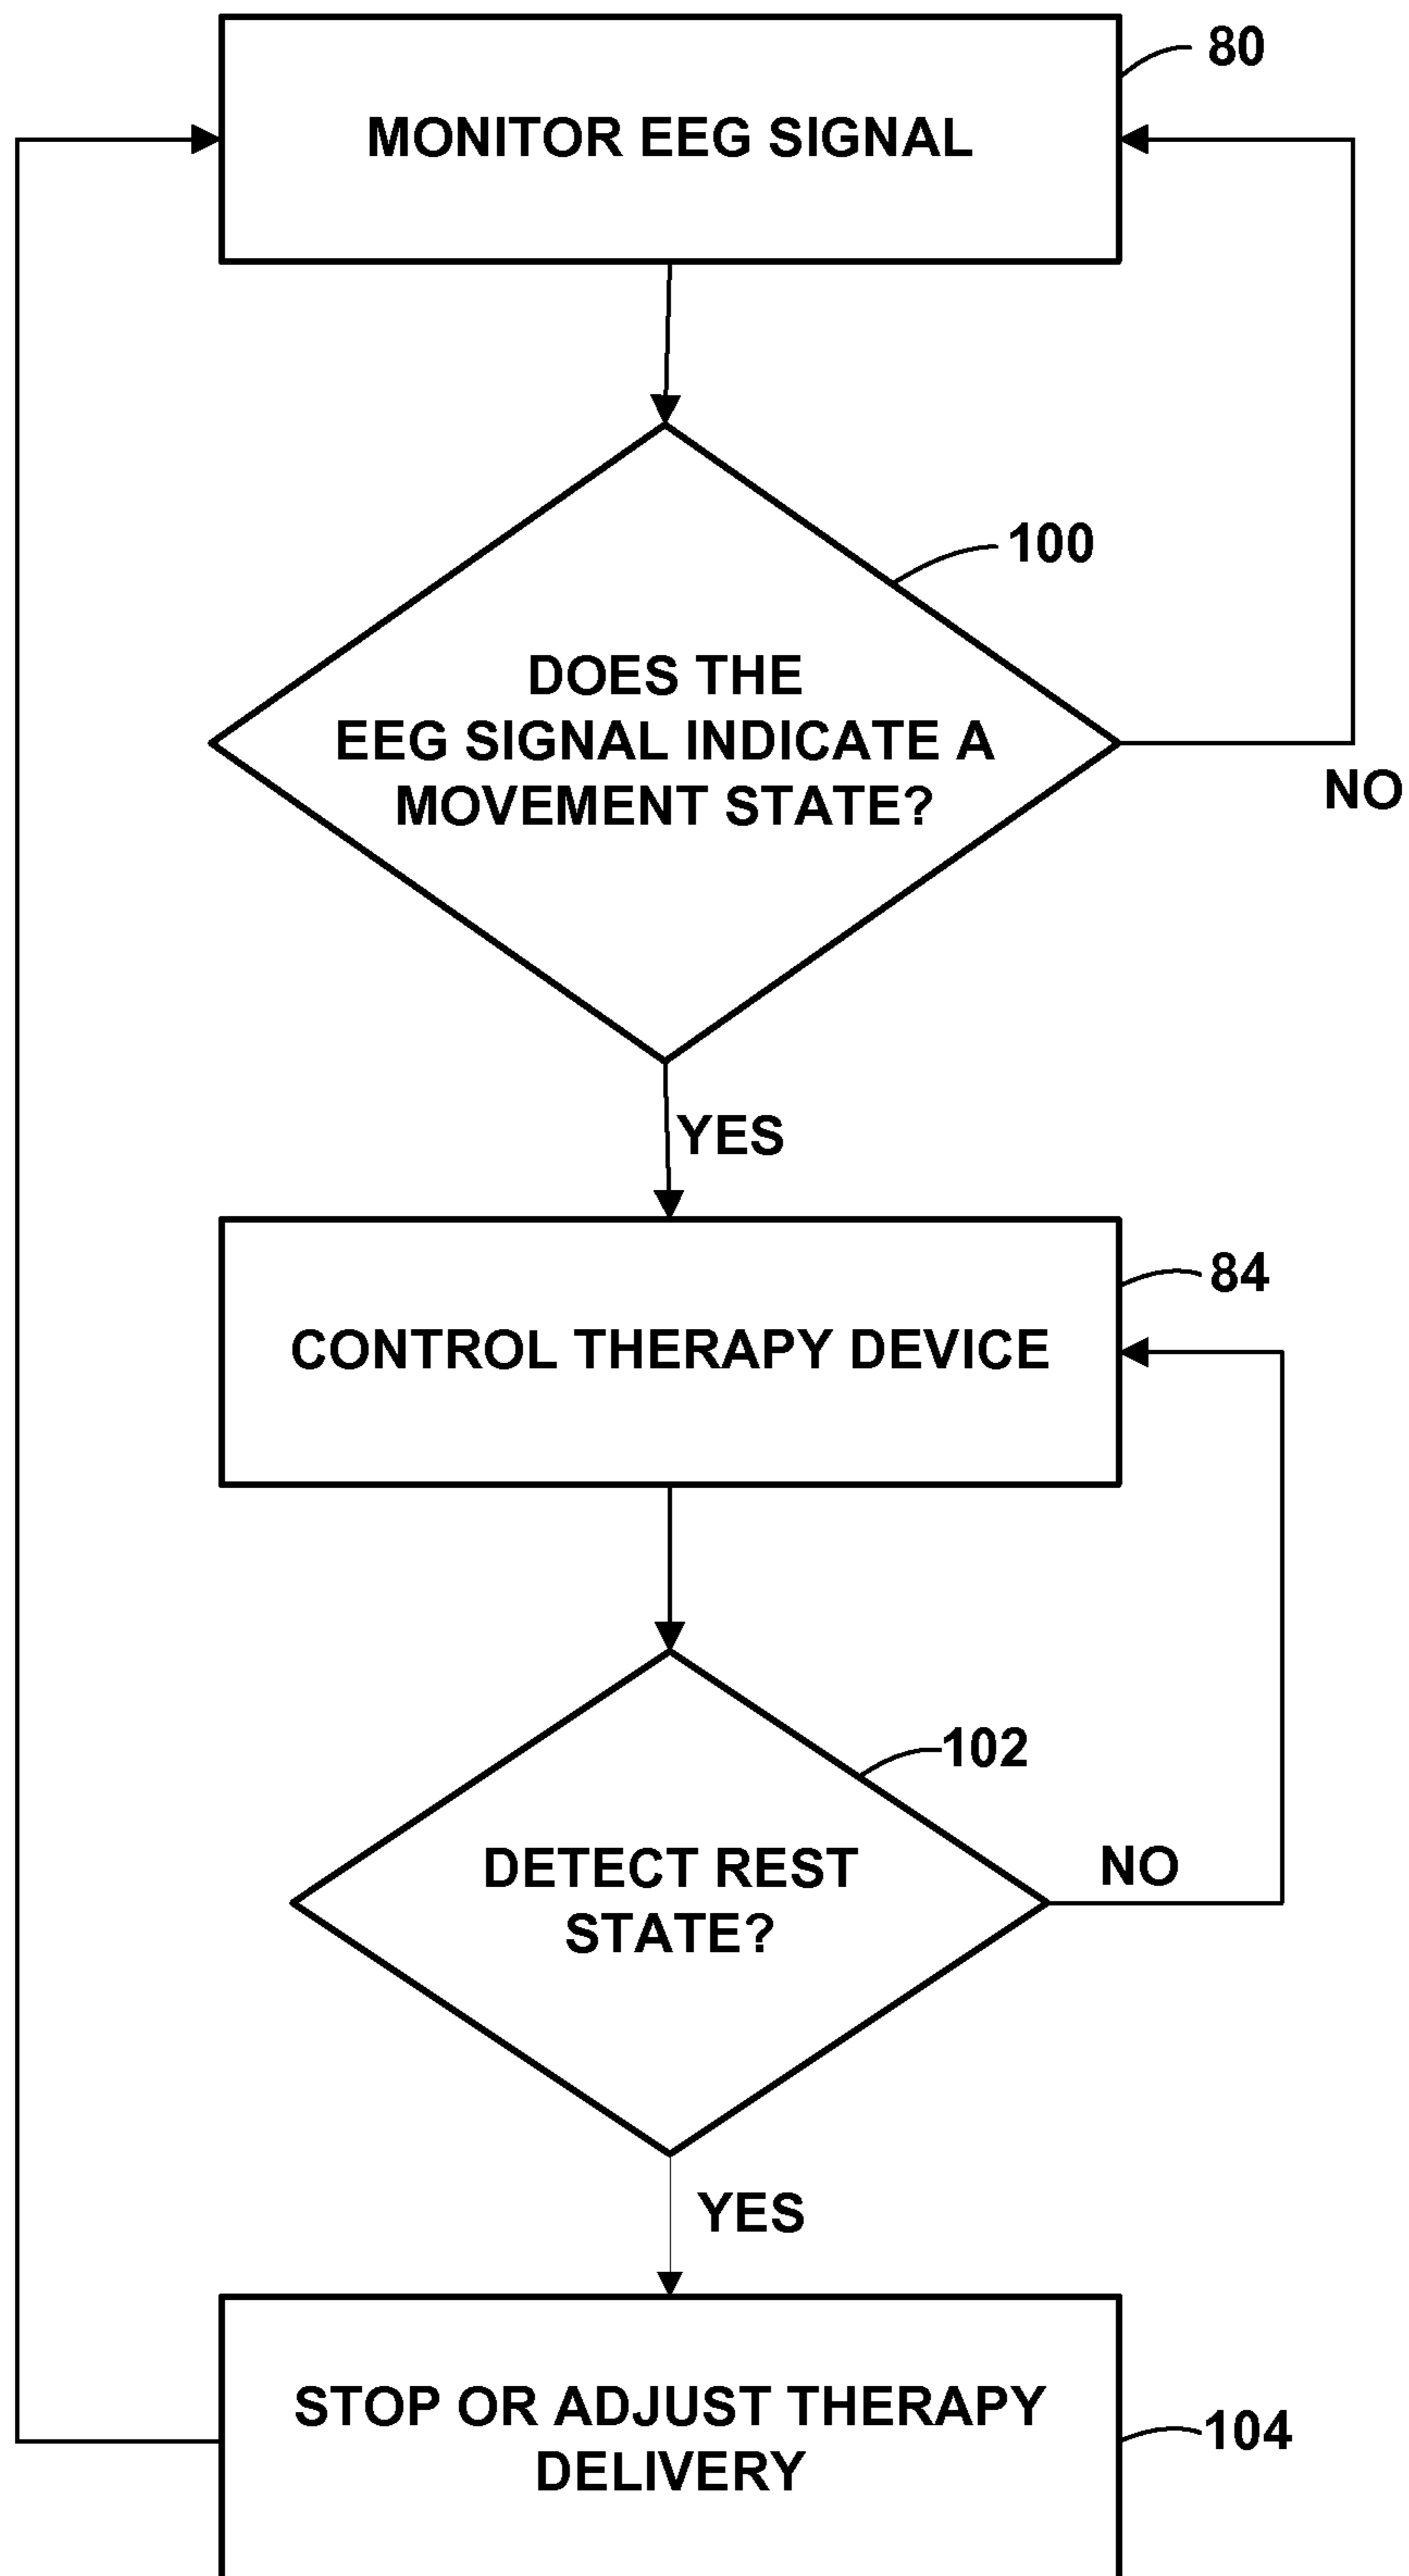 80
MONITOR EEG SIGNAL
100
DOES THE
EEG SIGNAL INDICATE A
MOVEMENT STATE?
NO
YES
84
CONTROL THERAPY DEVICE
102
DETECT REST
STATE?
NO
YES
STOP OR ADJUST THERAPY
DELIVERY
104